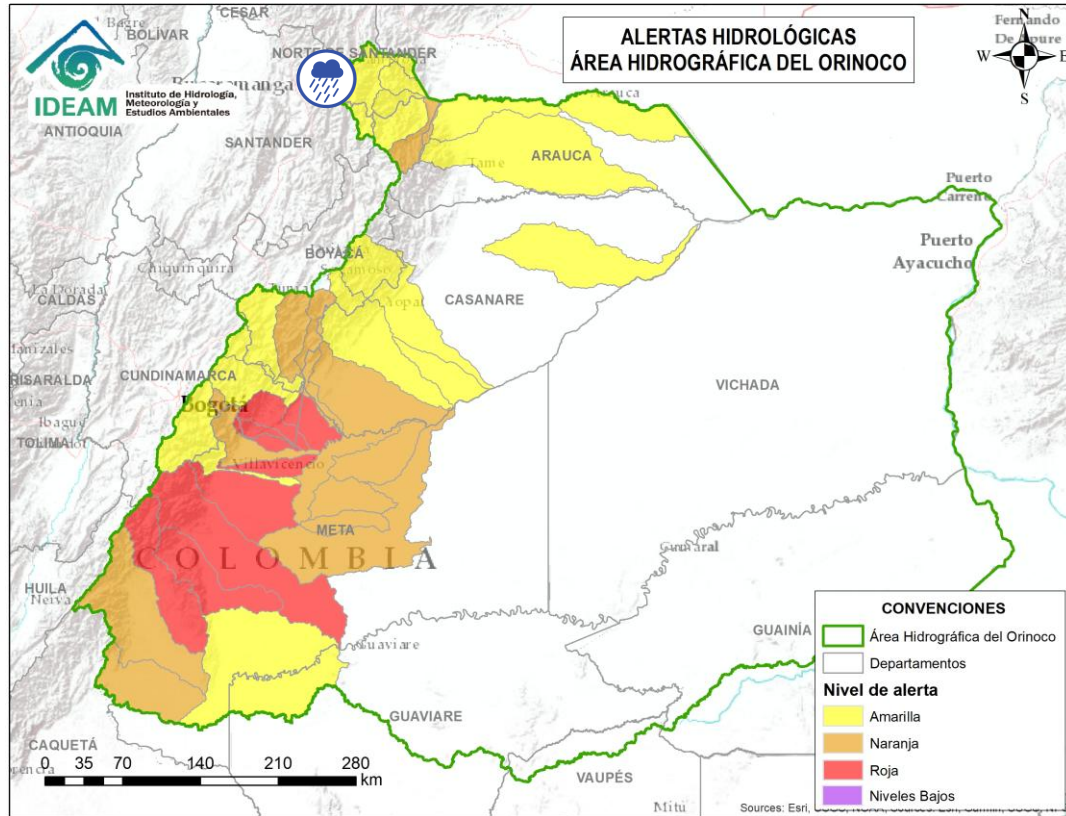 ALERTAS HIDROLÓGICAS
ÁREA HIDROGRÁFICA DEL ORINOCO
N
W
E
S
IDEAM
Instituto de Hidrología,
Meteorología y
Estudios Ambientales
CESAR
Bagre
BOLÍVAR
NORTE DE SANTANDER
Bucaramanga
ANTIOQUIA
SANTANDER
Fernando
De Apure
Arauca
Tame
ARAUCA
Puerto
Carreño
Puerto
Ayacucho
BOYACÁ
Sogamoso
Chiquinquira
Tunja
La Dorada
CALDAS
Yopal
CASANARE
Manizales
RISARALDA
CUNDINAMARCA
Bogotá
VICHADA
Ibagué
TOLIMA
Villavicencio
META
COLOMBIA
HUILA
Neiva
Guaviare
GUAINÍA
GUAVIARE
CAQUETÁ
VAUPÉS
Mitú
0 35 70 140 210 280
km
CONVENCIONES
Área Hidrográfica del Orinoco
Departamentos
Nivel de alerta
Amarilla
Naranja
Roja
Niveles Bajos
Sources: Esri,